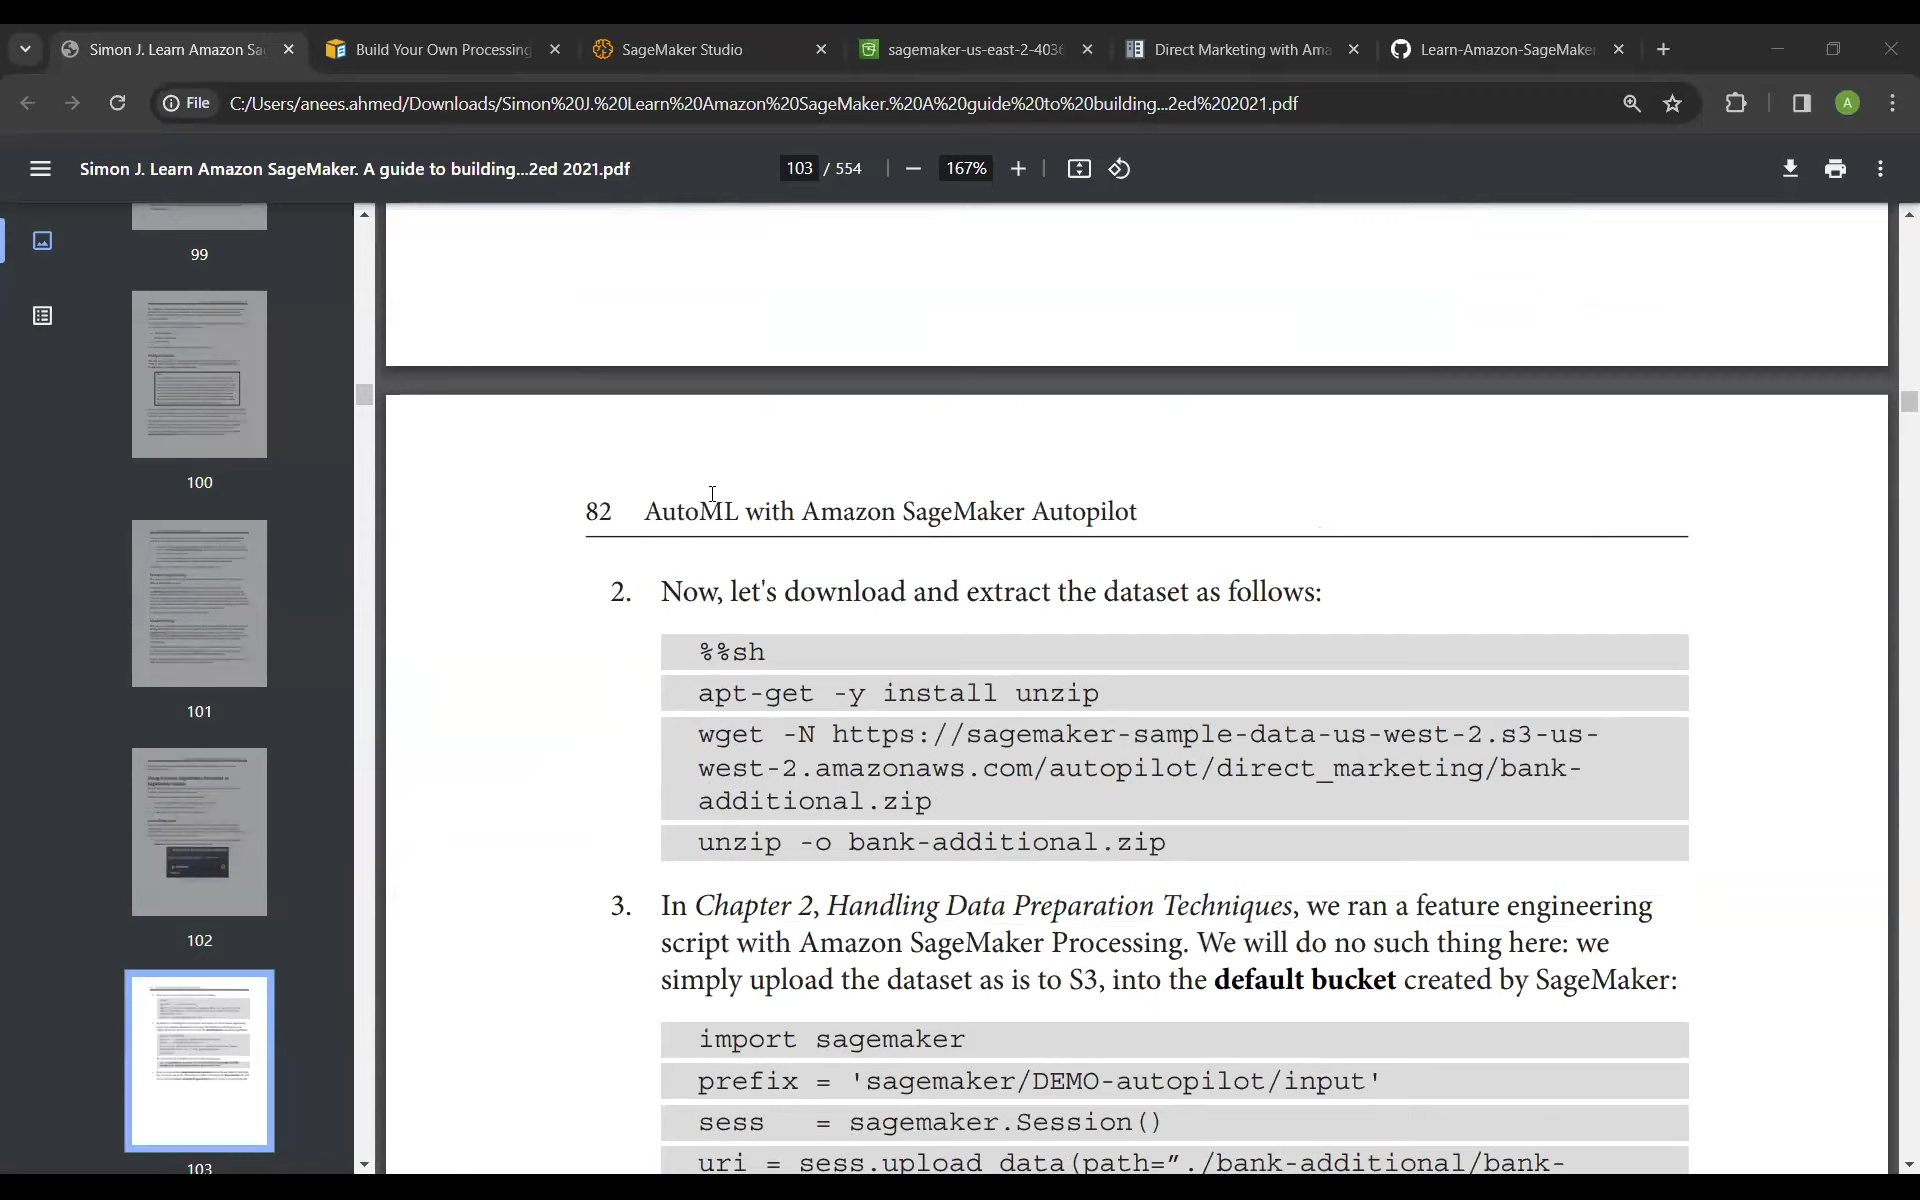 Simon J. Learn Amazon Sa
Build Your Own Processing
SageMaker Studio
sagemaker-us-east-2-4036
Direct Marketing with Ama
Learn-Amazon-SageMaker
File
C:/Users/anees.ahmed/Downloads/Simon%20J.%20Learn%20Amazon%20SageMaker.%20A%20guide%20to%20building...2ed%202021.pdf
A
Simon J. Learn Amazon SageMaker. A guide to building...2ed 2021.pdf
103 / 554
167%
99
100
101
102
103
82 AutoML with Amazon SageMaker Autopilot
2. Now, let's download and extract the dataset as follows:
%%sh
apt-get -y install unzip
wget -N https://sagemaker-sample-data-us-west-2.s3-us-
west-2.amazonaws.com/autopilot/direct_marketing/bank-
additional.zip
unzip -o bank-additional.zip
3. In Chapter 2, Handling Data Preparation Techniques, we ran a feature engineering
script with Amazon SageMaker Processing. We will do no such thing here: we
simply upload the dataset as is to S3, into the default bucket created by SageMaker:
import sagemaker
prefix = 'sagemaker/DEMO-autopilot/input'
sess = sagemaker.Session()
uri = sess.upload_data(path=”./bank-additional/bank-